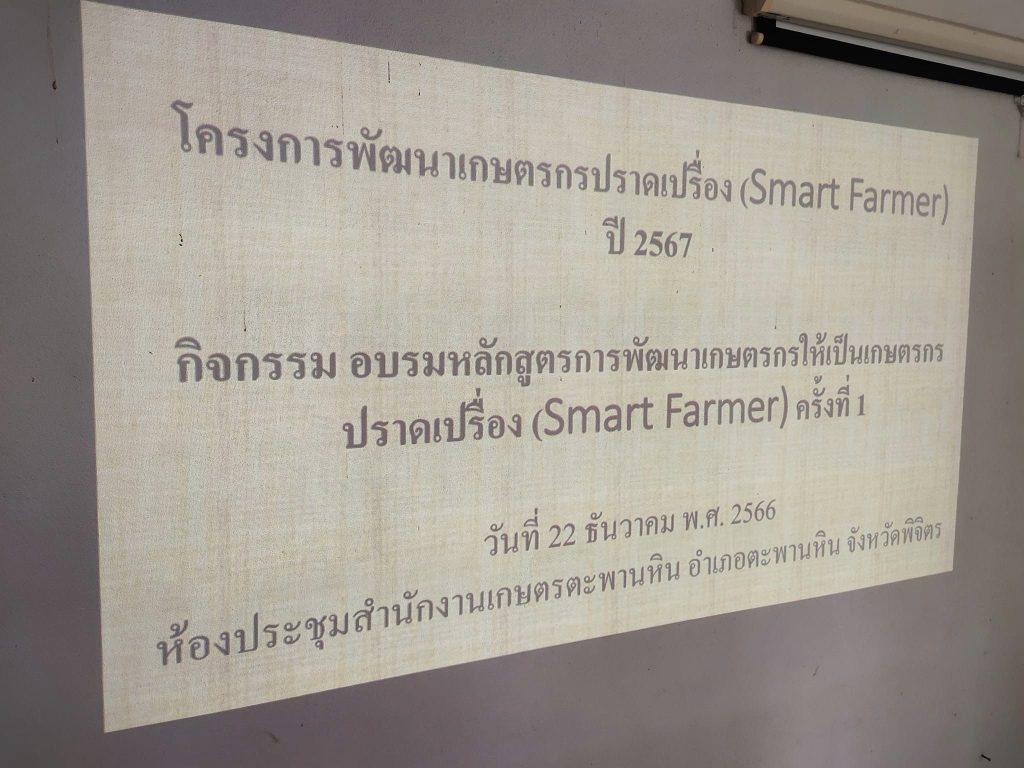 โครงการพัฒนาเกษตรกรปราดเปรื่อง (Smart Farmer)
ปี 2567
กิจกรรม อบรมหลักสูตรการพัฒนาเกษตรกรให้เป็นเกษตรกร
ปราดเปรื่อง (Smart Farmer) ครั้งที่ 1
วันที่ 22 ธันวาคม พ.ศ. 2566
ห้องประชุมสำนักงานเกษตรตะพานหิน อำเภอตะพานหิน จังหวัดพิจิตร